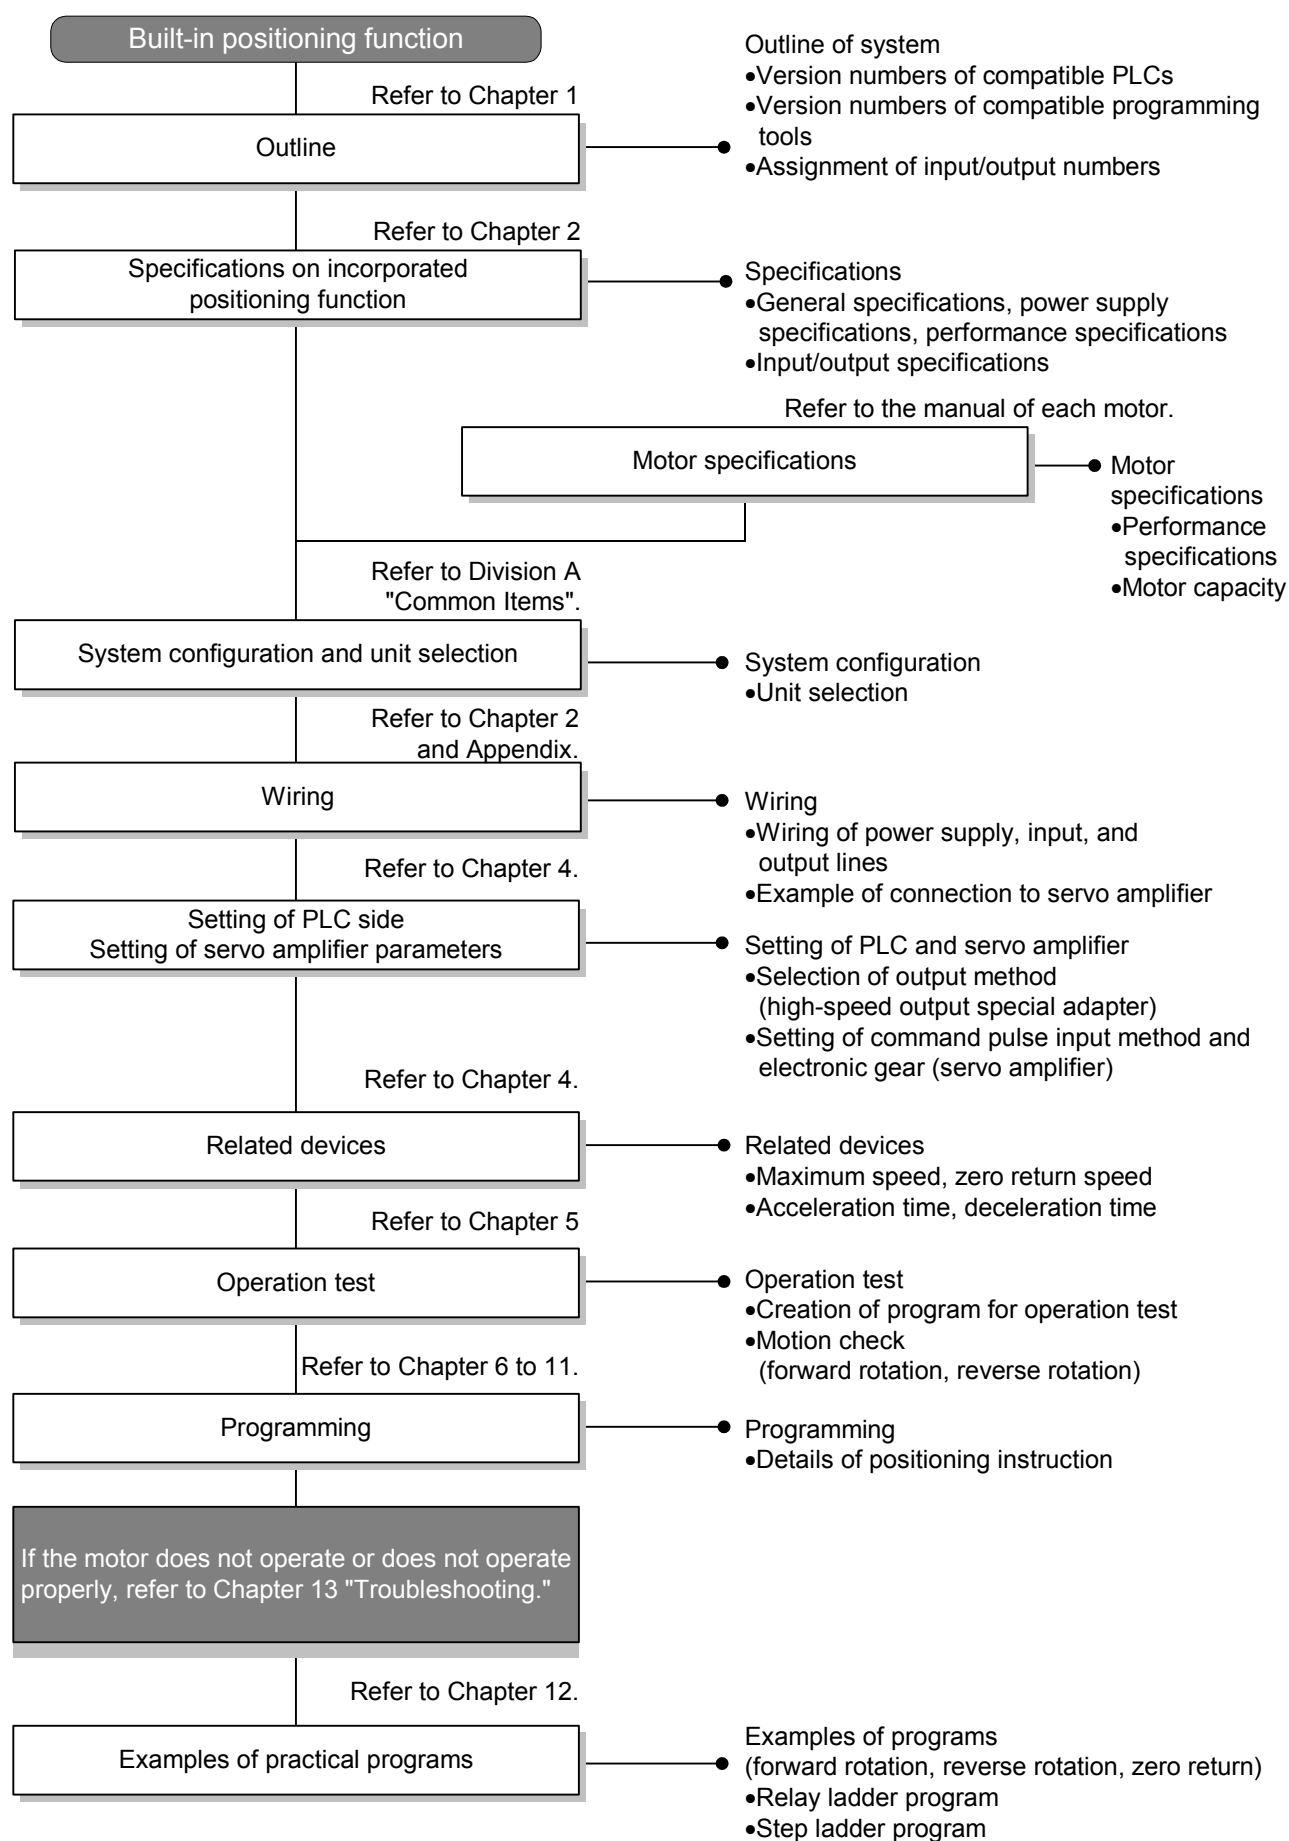 Built-in positioning function
Refer to Chapter 1
Outline
Outline of system
•Version numbers of compatible PLCs
•Version numbers of compatible programming
tools
•Assignment of input/output numbers
Refer to Chapter 2
Specifications on incorporated
positioning function
Specifications
•General specifications, power supply
specifications, performance specifications
•Input/output specifications
Refer to the manual of each motor.
Motor specifications
Motor
specifications
•Performance
specifications
•Motor capacity
Refer to Division A
"Common Items".
System configuration and unit selection
System configuration
•Unit selection
Refer to Chapter 2
and Appendix.
Wiring
Wiring
•Wiring of power supply, input, and
output lines
•Example of connection to servo amplifier
Refer to Chapter 4.
Setting of PLC side
Setting of servo amplifier parameters
Setting of PLC and servo amplifier
•Selection of output method
(high-speed output special adapter)
•Setting of command pulse input method and
electronic gear (servo amplifier)
Refer to Chapter 4.
Related devices
Related devices
•Maximum speed, zero return speed
•Acceleration time, deceleration time
Refer to Chapter 5
Operation test
Operation test
•Creation of program for operation test
•Motion check
(forward rotation, reverse rotation)
Refer to Chapter 6 to 11.
Programming
Programming
•Details of positioning instruction
If the motor does not operate or does not operate
properly, refer to Chapter 13 "Troubleshooting."
Refer to Chapter 12.
Examples of practical programs
Examples of programs
(forward rotation, reverse rotation, zero return)
•Relay ladder program
•Step ladder program